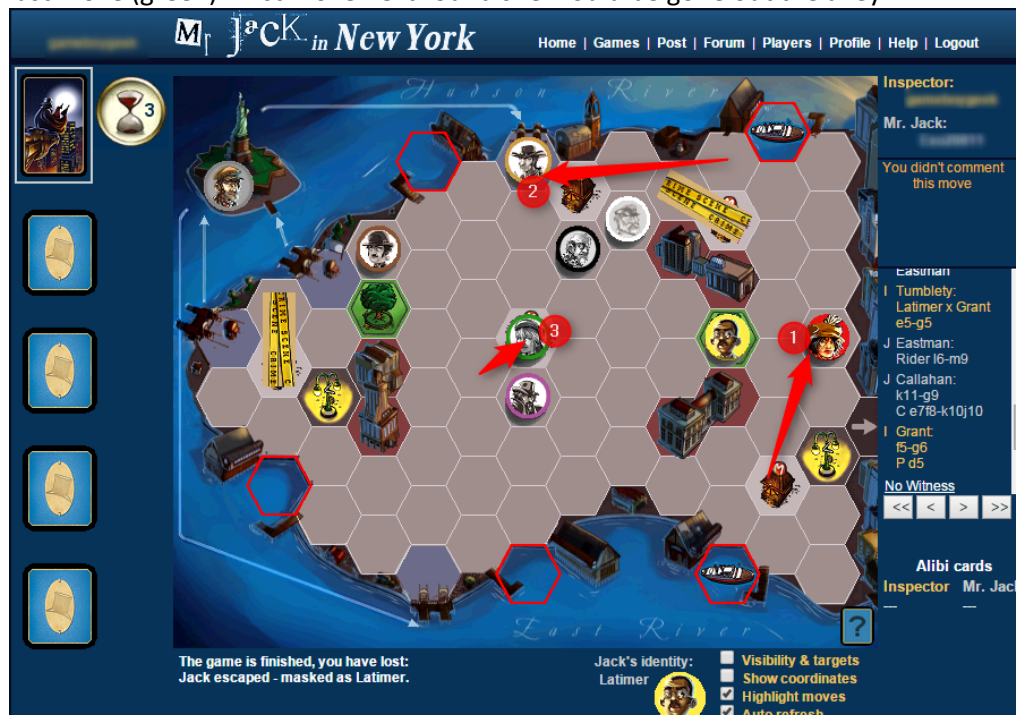 Mr Jack in New York
Home | Games | Post | Forum | Players | Profile | Help | Logout
3
Hudson River
Inspector:
Mr. Jack:
You didn't comment
this move
2
CRIME SCENE
3
1
CRIME SCENE
Eastman
I Tumblety:
Latimer x Grant
e5-g5
J Eastman:
Rider l6-m9
J Callahan:
k11-g9
C e7f8-k10j10
I Grant:
f5-g6
P d5
No Witness
<< < > >>
Alibi cards
Inspector Mr. Jac
--- ---
East River
?
The game is finished, you have lost:
Jack escaped - masked as Latimer.
Jack's identity:
Latimer
Visibility & targets
Show coordinates
Highlight moves
Auto refresh